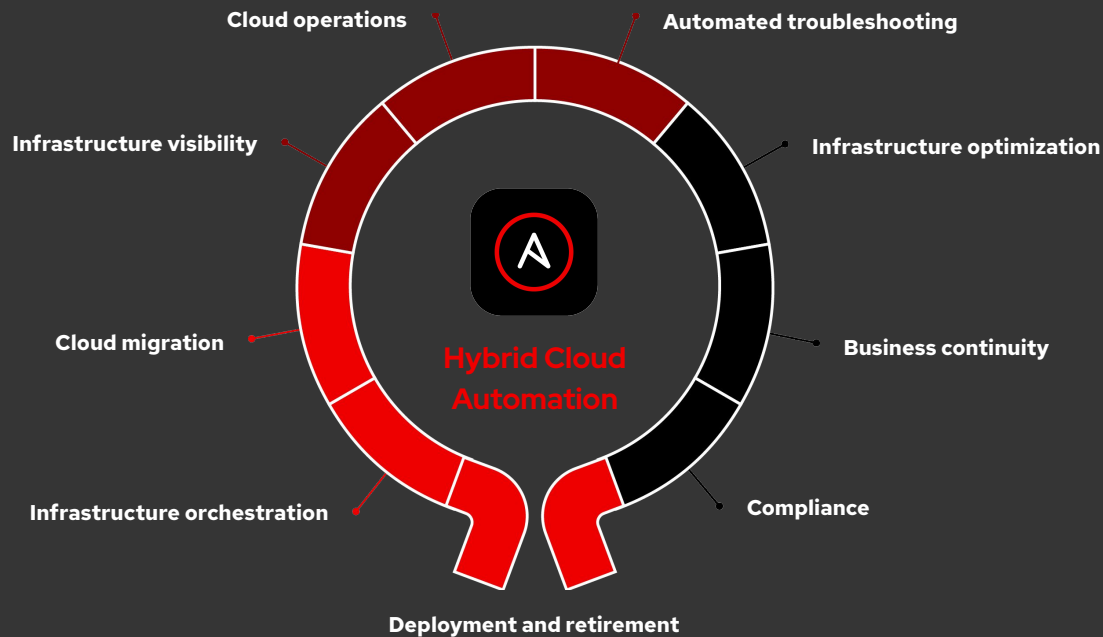 Cloud operations
Automated troubleshooting
Infrastructure visibility
Infrastructure optimization
Cloud migration
Business continuity
Hybrid Cloud
Automation
Infrastructure orchestration
Compliance
Deployment and retirement